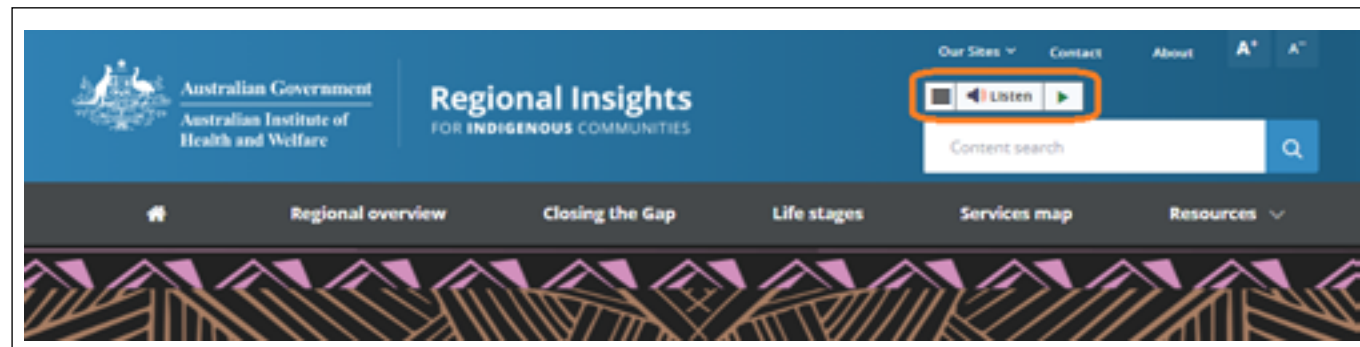 Our Sites Contact About A+ A-
Australian Government
Australian Institute of
Health and Welfare
Regional Insights
FOR INDIGENOUS COMMUNITIES
Listen
Content search
Regional overview Closing the Gap Life stages Services map Resources